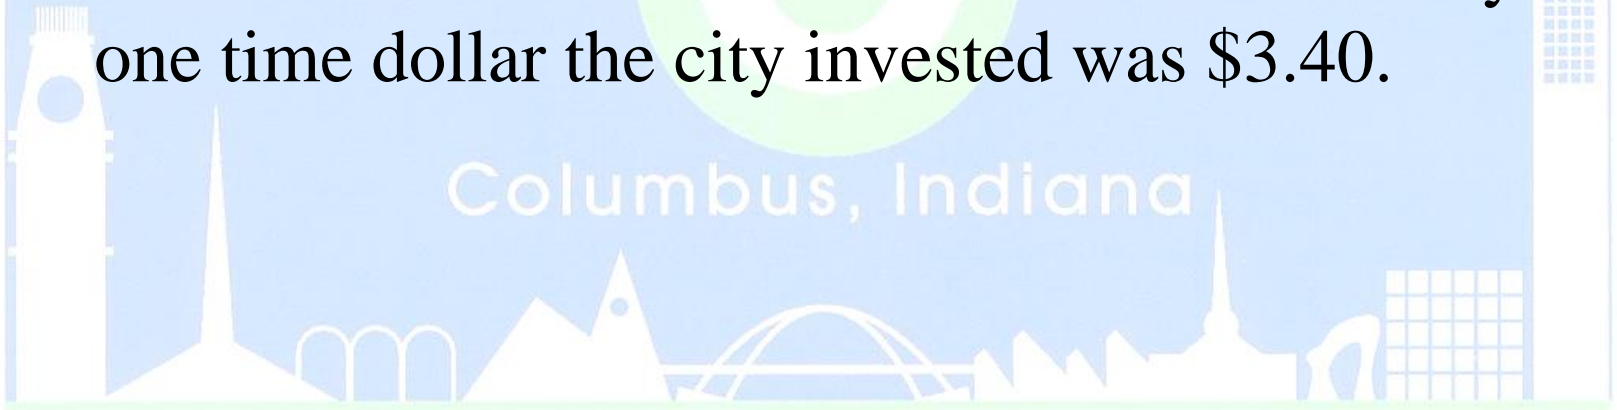 one time dollar the city invested was $3.40.
Columbus, Indiana